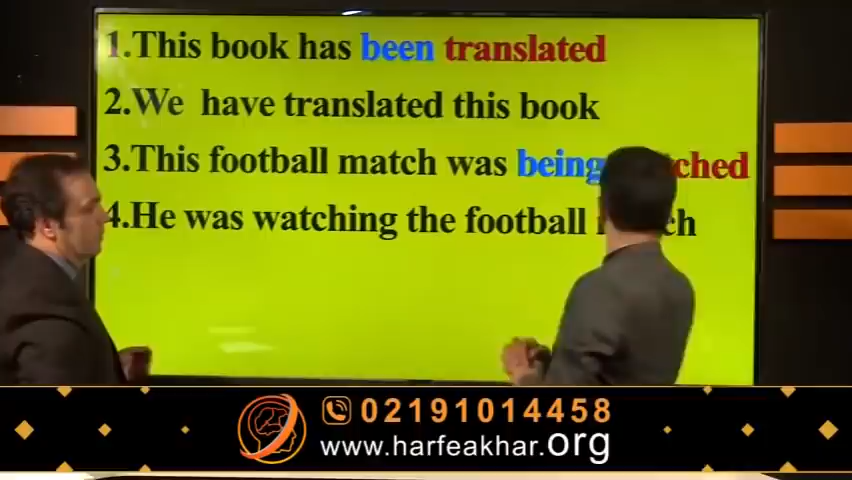 1.This book has been translated
2.We have translated this book
3.This football match was being
4.He was watching the football
02191014458
www.harfeakhar.org